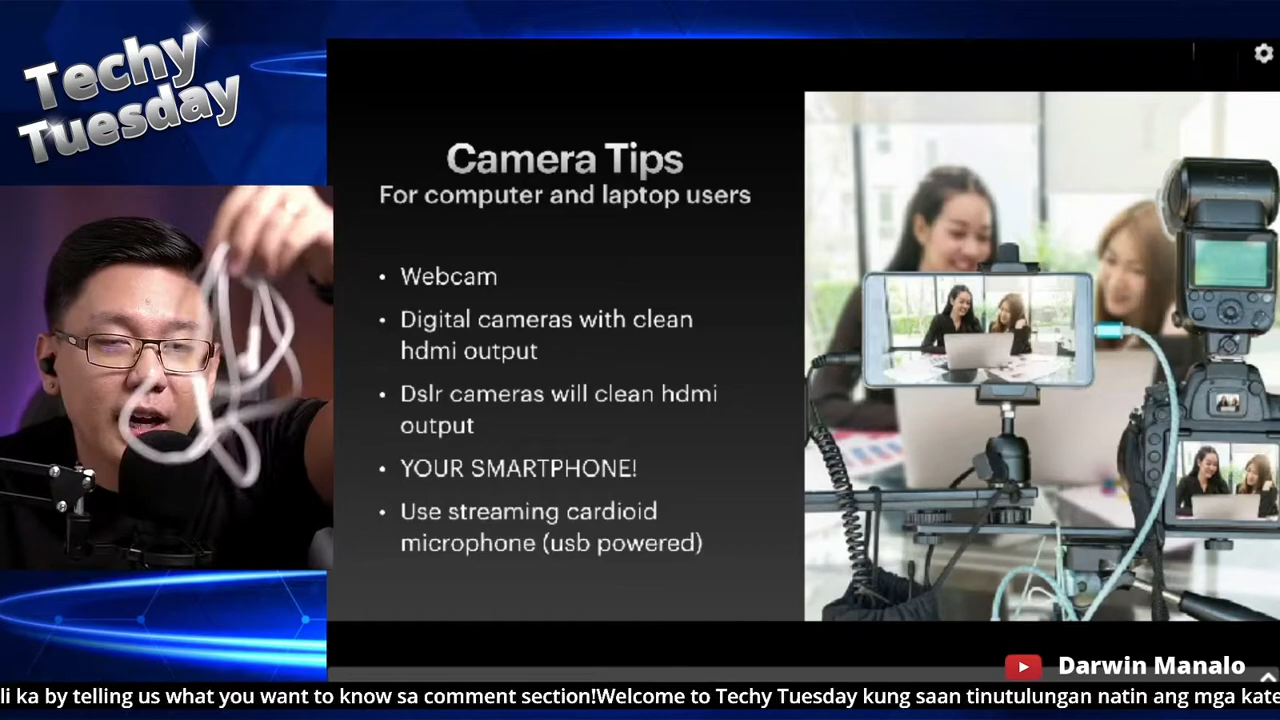 Techy
Tuesday
Camera Tips
For computer and laptop users
• Webcam
• Digital cameras with clean
hdmi output
• Dslr cameras will clean hdmi
output
• YOUR SMARTPHONE!
• Use streaming cardioid
microphone (usb powered)
Darwin Manalo
li ka by telling us what you want to know sa comment section!Welcome to Techy Tuesday kung saan tinutulungan natin ang mga kate